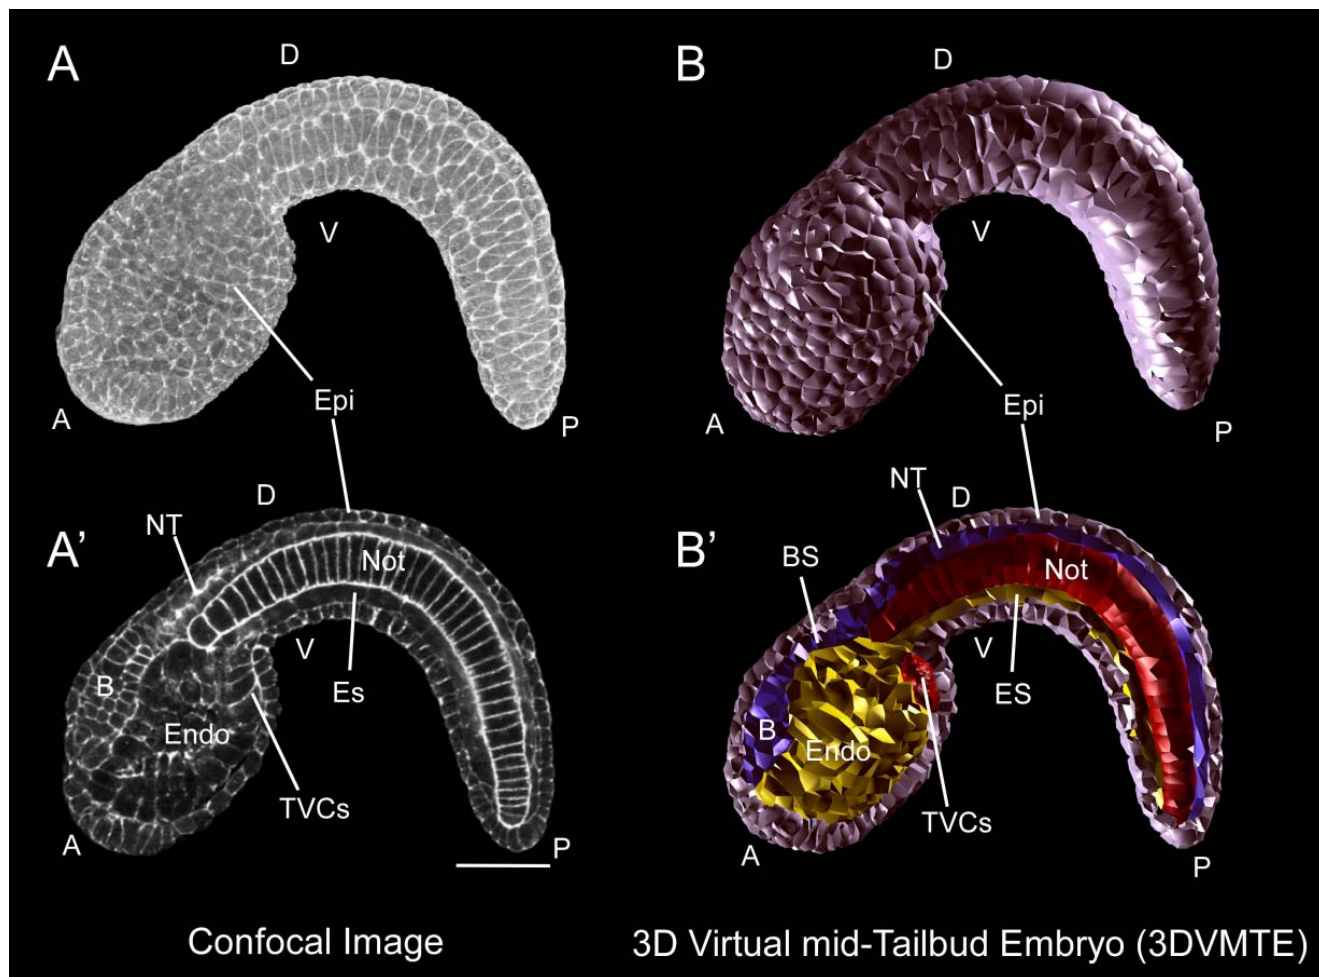 A
D
V
Epi
A
P
B
D
V
Epi
A
P
A’
D
NT
Not
V
Es
B
Endo
TVCs
A
P
B’
D
NT
BS
Not
V
ES
B
Endo
TVCs
A
P
Confocal Image
3D Virtual mid-Tailbud Embryo (3DVMTE)